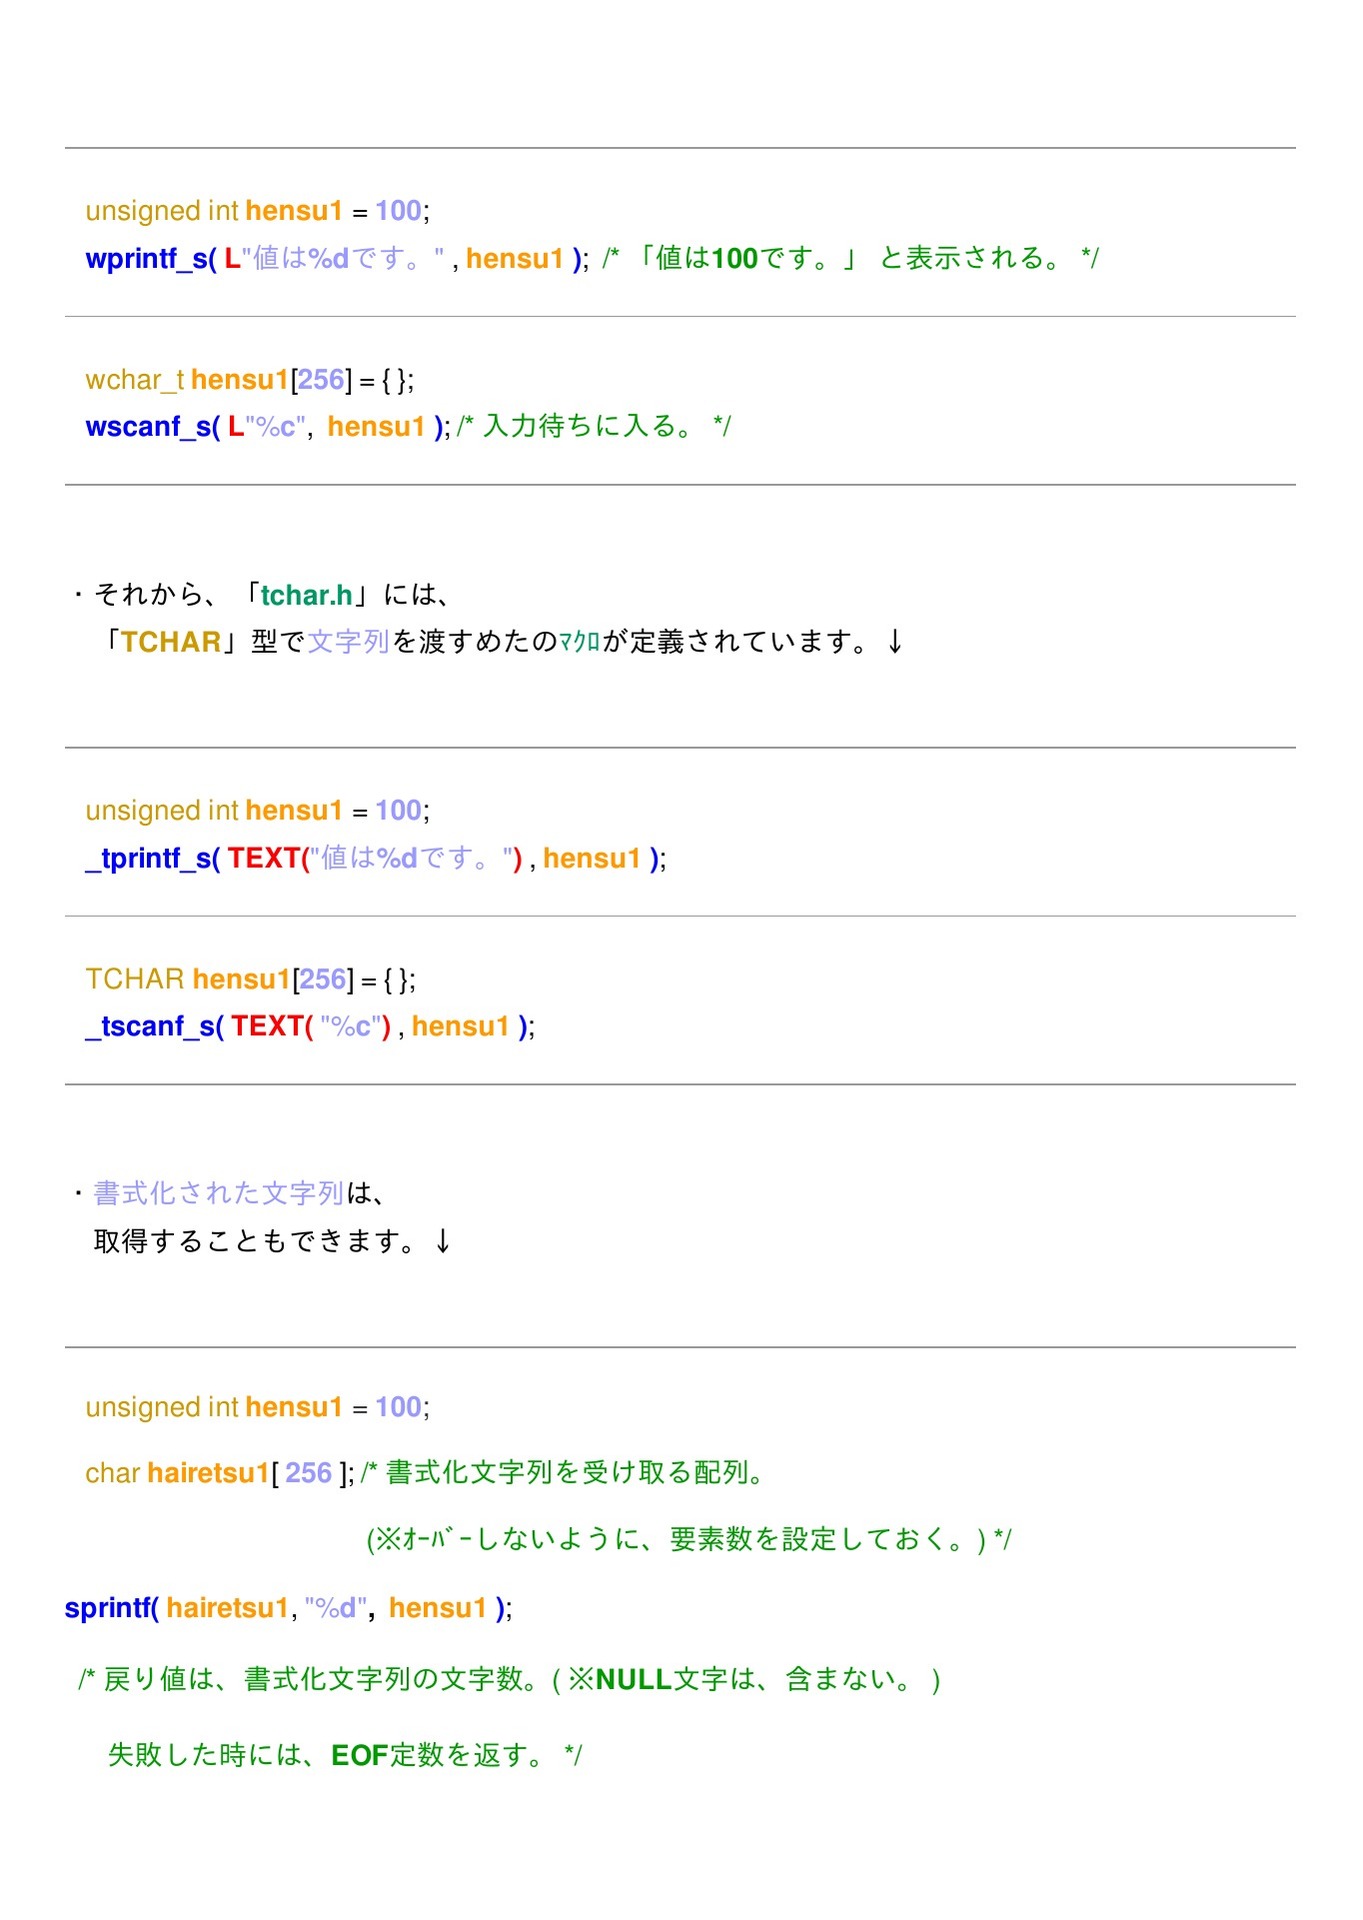 unsigned int hensu1 = 100;
wprintf_s( L"値は%dです。" , hensu1 );  /* 「値は100です。」 と表示される。 */
wchar_t hensu1[256] = { };
wscanf_s( L"%c",  hensu1 ); /* 入力待ちに入る。 */
・それから、「tchar.h」には、
「TCHAR」型で文字列を渡すめたのﾏｸﾛが定義されています。↓
unsigned int hensu1 = 100;
_tprintf_s( TEXT("値は%dです。") , hensu1 );
TCHAR hensu1[256] = { };
_tscanf_s( TEXT( "%c") , hensu1 );
・書式化された文字列は、
取得することもできます。↓
unsigned int hensu1 = 100;
char hairetsu1[ 256 ]; /* 書式化文字列を受け取る配列。
(※ｵｰﾊﾞｰしないように、要素数を設定しておく。) */
sprintf( hairetsu1, "%d",  hensu1 );
/* 戻り値は、書式化文字列の文字数。( ※NULL文字は、含まない。 )
失敗した時には、EOF定数を返す。 */